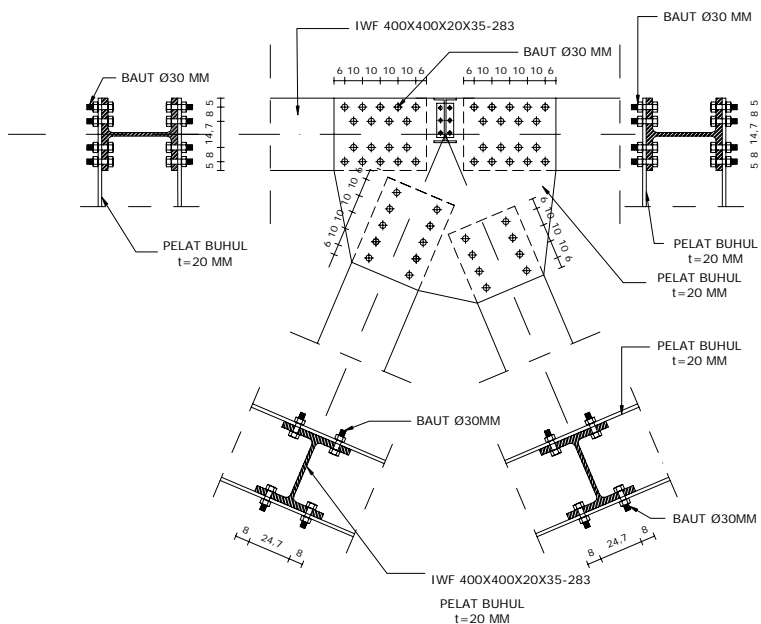 BAUT Ø30 MM
IWF 400X400X20X35-283
BAUT Ø30 MM
BAUT Ø30 MM
6 10 10 10 10 6
6 10 10 10 10 6
5 8 14,7 8 5
5 8 14,7 8 5
PELAT BUHUL
t=20 MM
6 10 10 10 10 6
6 10 10 10 6
PELAT BUHUL
t=20 MM
PELAT BUHUL
t=20 MM
PELAT BUHUL
t=20 MM
BAUT Ø30MM
BAUT Ø30MM
8 24,7 8
8 24,7 8
IWF 400X400X20X35-283
PELAT BUHUL
t=20 MM